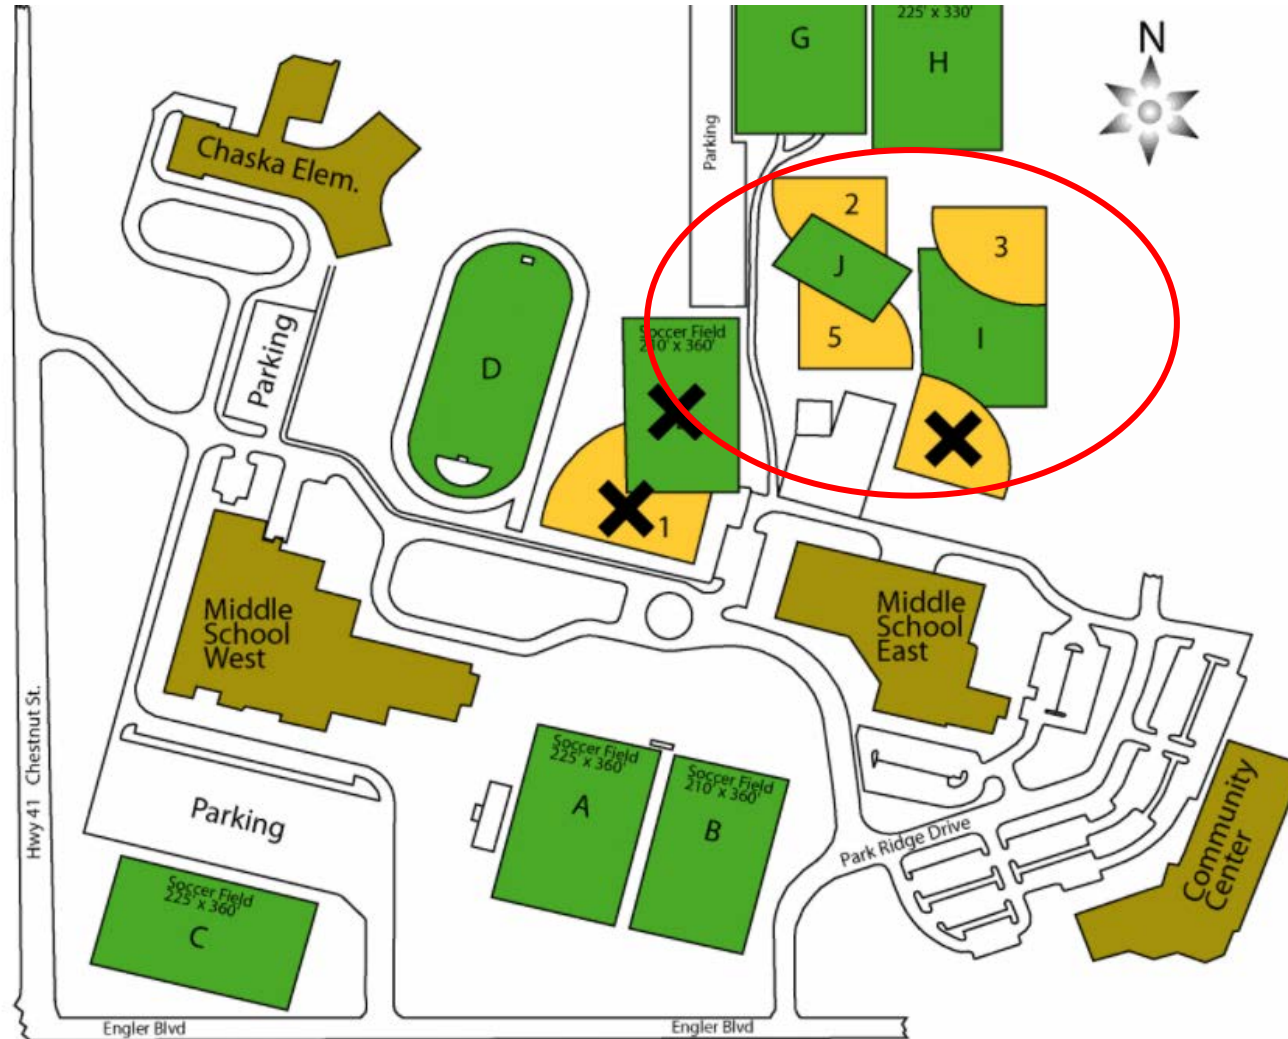 225' x 330'
G
H
N
Parking
Chaska Elem.
2
3
J
5
I
Soccer Field
210' x 360'
D
Parking
1
Middle
School
West
Middle
School
East
Hwy 41 Chestnut St.
Soccer Field
225' x 360'
A
Soccer Field
210' x 360'
B
Parking
Park Ridge Drive
Community
Center
Soccer Field
225' x 360'
C
Engler Blvd
Engler Blvd